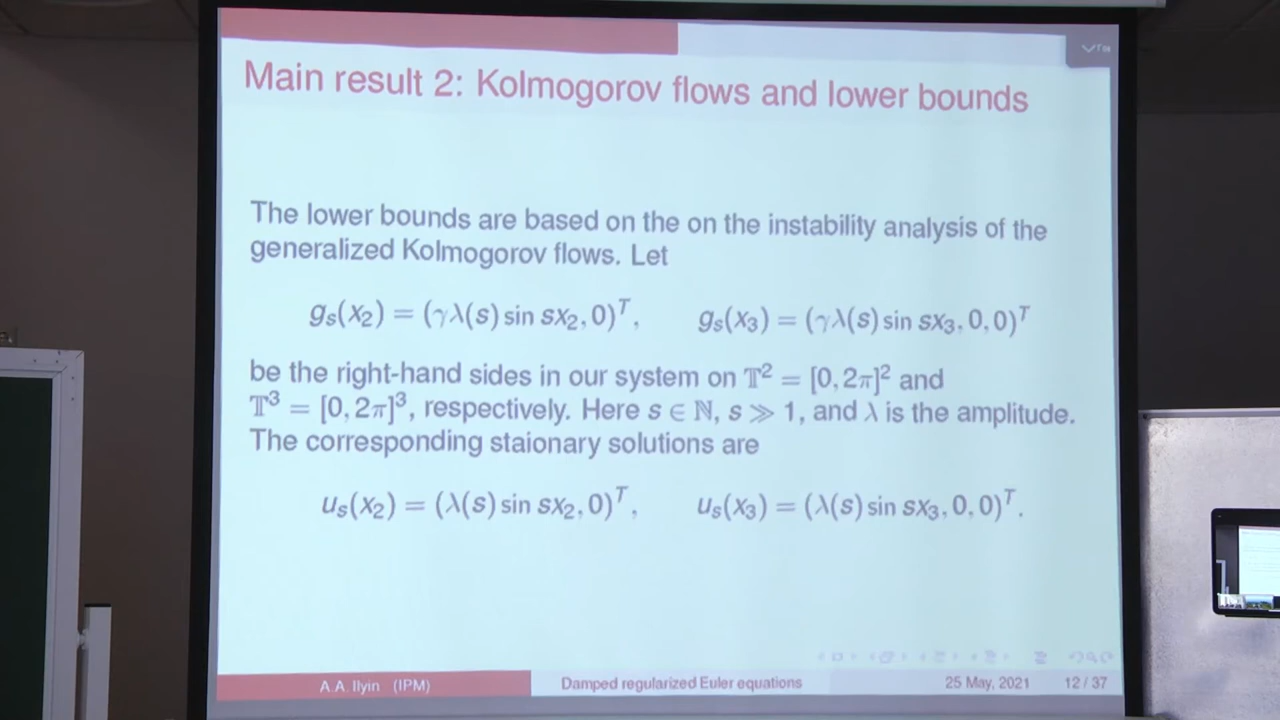 Main result 2: Kolmogorov flows and lower bounds
The lower bounds are based on the on the instability analysis of the
generalized Kolmogorov flows. Let
gₛ(x₂) = (γλ(s) sin sx₂, 0)ᵀ, gₛ(x₃) = (γλ(s) sin sx₃, 0, 0)ᵀ
be the right-hand sides in our system on 𝕋² = [0, 2π]² and
𝕋³ = [0, 2π]³, respectively. Here s ∈ ℕ, s ≫ 1, and λ is the amplitude.
The corresponding staionary solutions are
uₛ(x₂) = (λ(s) sin sx₂, 0)ᵀ, uₛ(x₃) = (λ(s) sin sx₃, 0, 0)ᵀ.
A.A. Ilyin (IPM) Damped regularized Euler equations 25 May, 2021 12 / 37